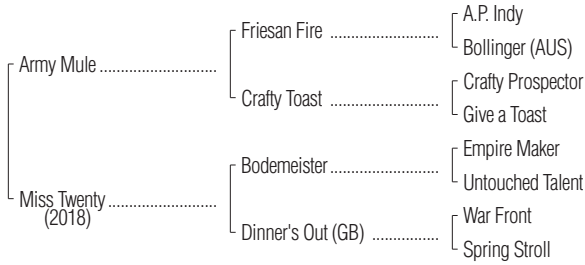 A.P. Indy
Friesan Fire ........................
Bollinger (AUS)
Army Mule ..........................
Crafty Prospector
Crafty Toast ........................
Give a Toast
Empire Maker
Bodemeister ........................
Untouched Talent
Miss Twenty ........................
(2018)
War Front
Dinner's Out (GB) ...............
Spring Stroll